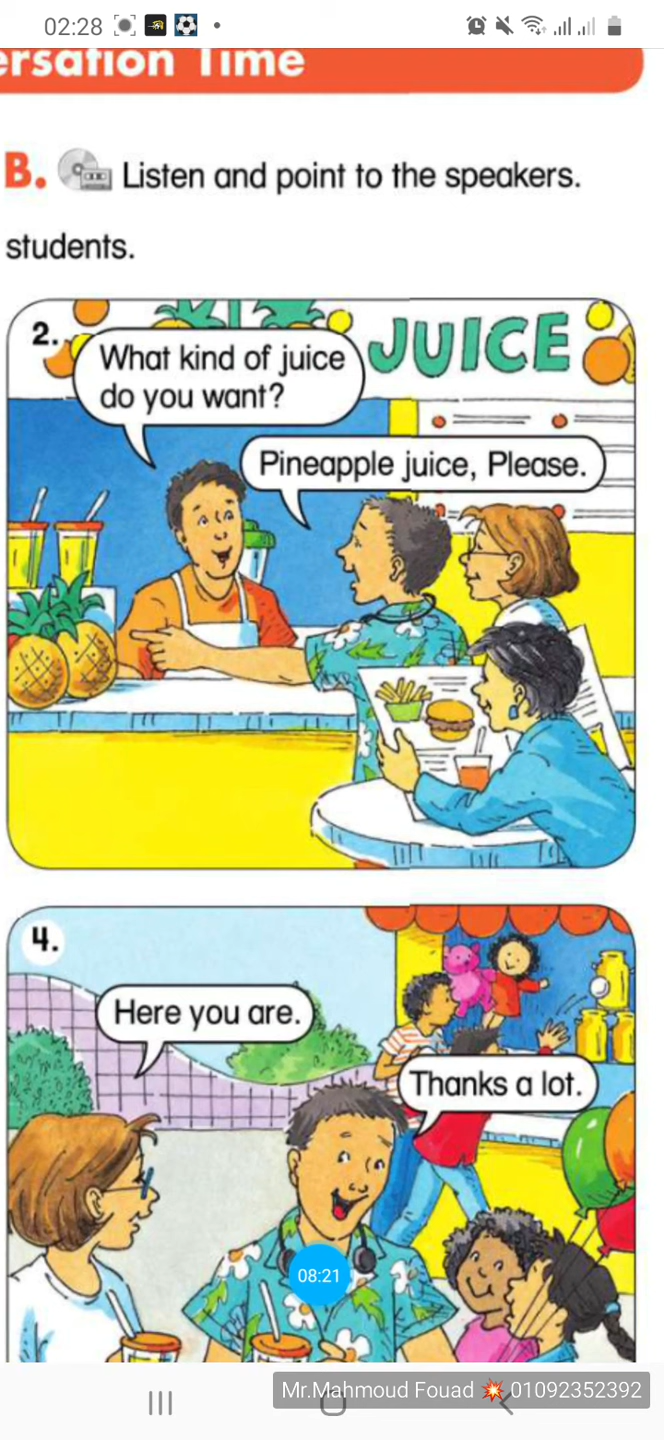 02:28
ersation Time
B. Listen and point to the speakers.
students.
2.
JUICE
What kind of juice
do you want?
Pineapple juice, Please.
4.
Here you are.
Thanks a lot.
08:21
Mr.Mahmoud Fouad 💥 01092352392